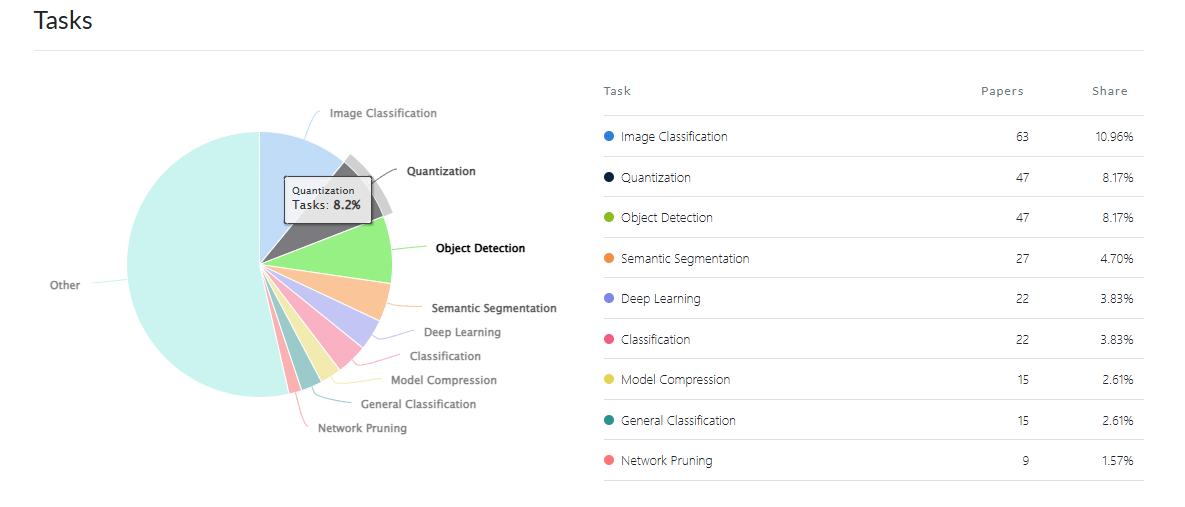 Tasks
Image Classification
Quantization
Quantization
Tasks: 8.2%
Object Detection
Other
Semantic Segmentation
Deep Learning
Classification
Model Compression
General Classification
Network Pruning
Task Papers Share
Image Classification 63 10.96%
Quantization 47 8.17%
Object Detection 47 8.17%
Semantic Segmentation 27 4.70%
Deep Learning 22 3.83%
Classification 22 3.83%
Model Compression 15 2.61%
General Classification 15 2.61%
Network Pruning 9 1.57%